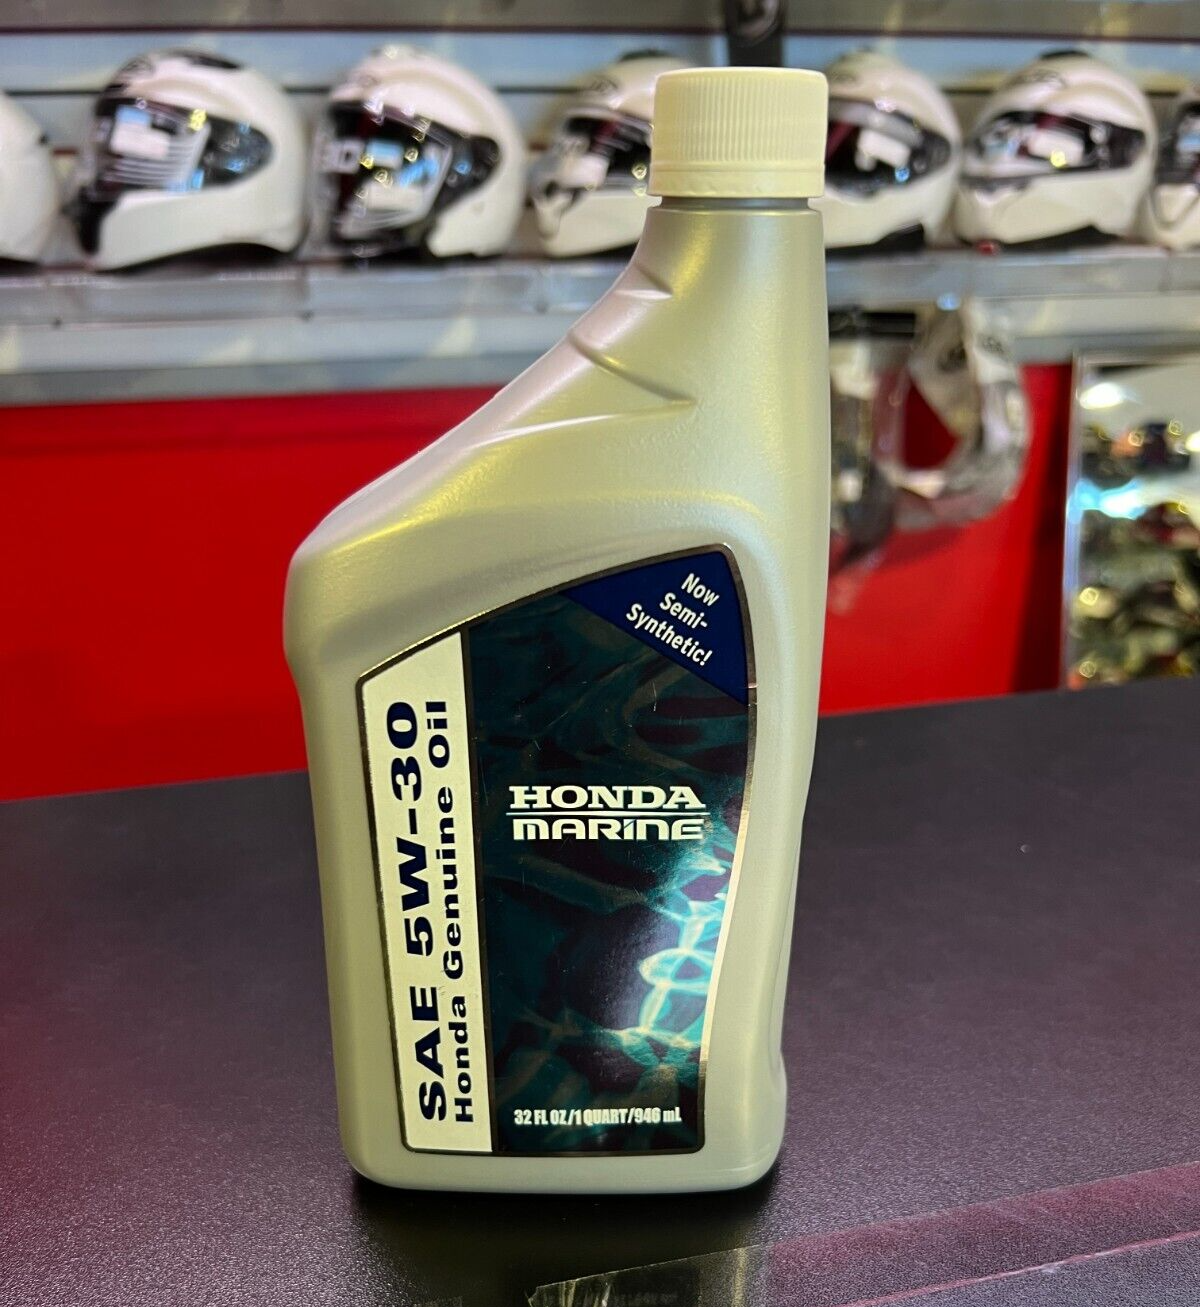 Now
Semi-
Synthetic!
SAE 5W-30
Honda Genuine Oil
HONDA
MARINE
32 FL OZ/1 QUART/946 mL